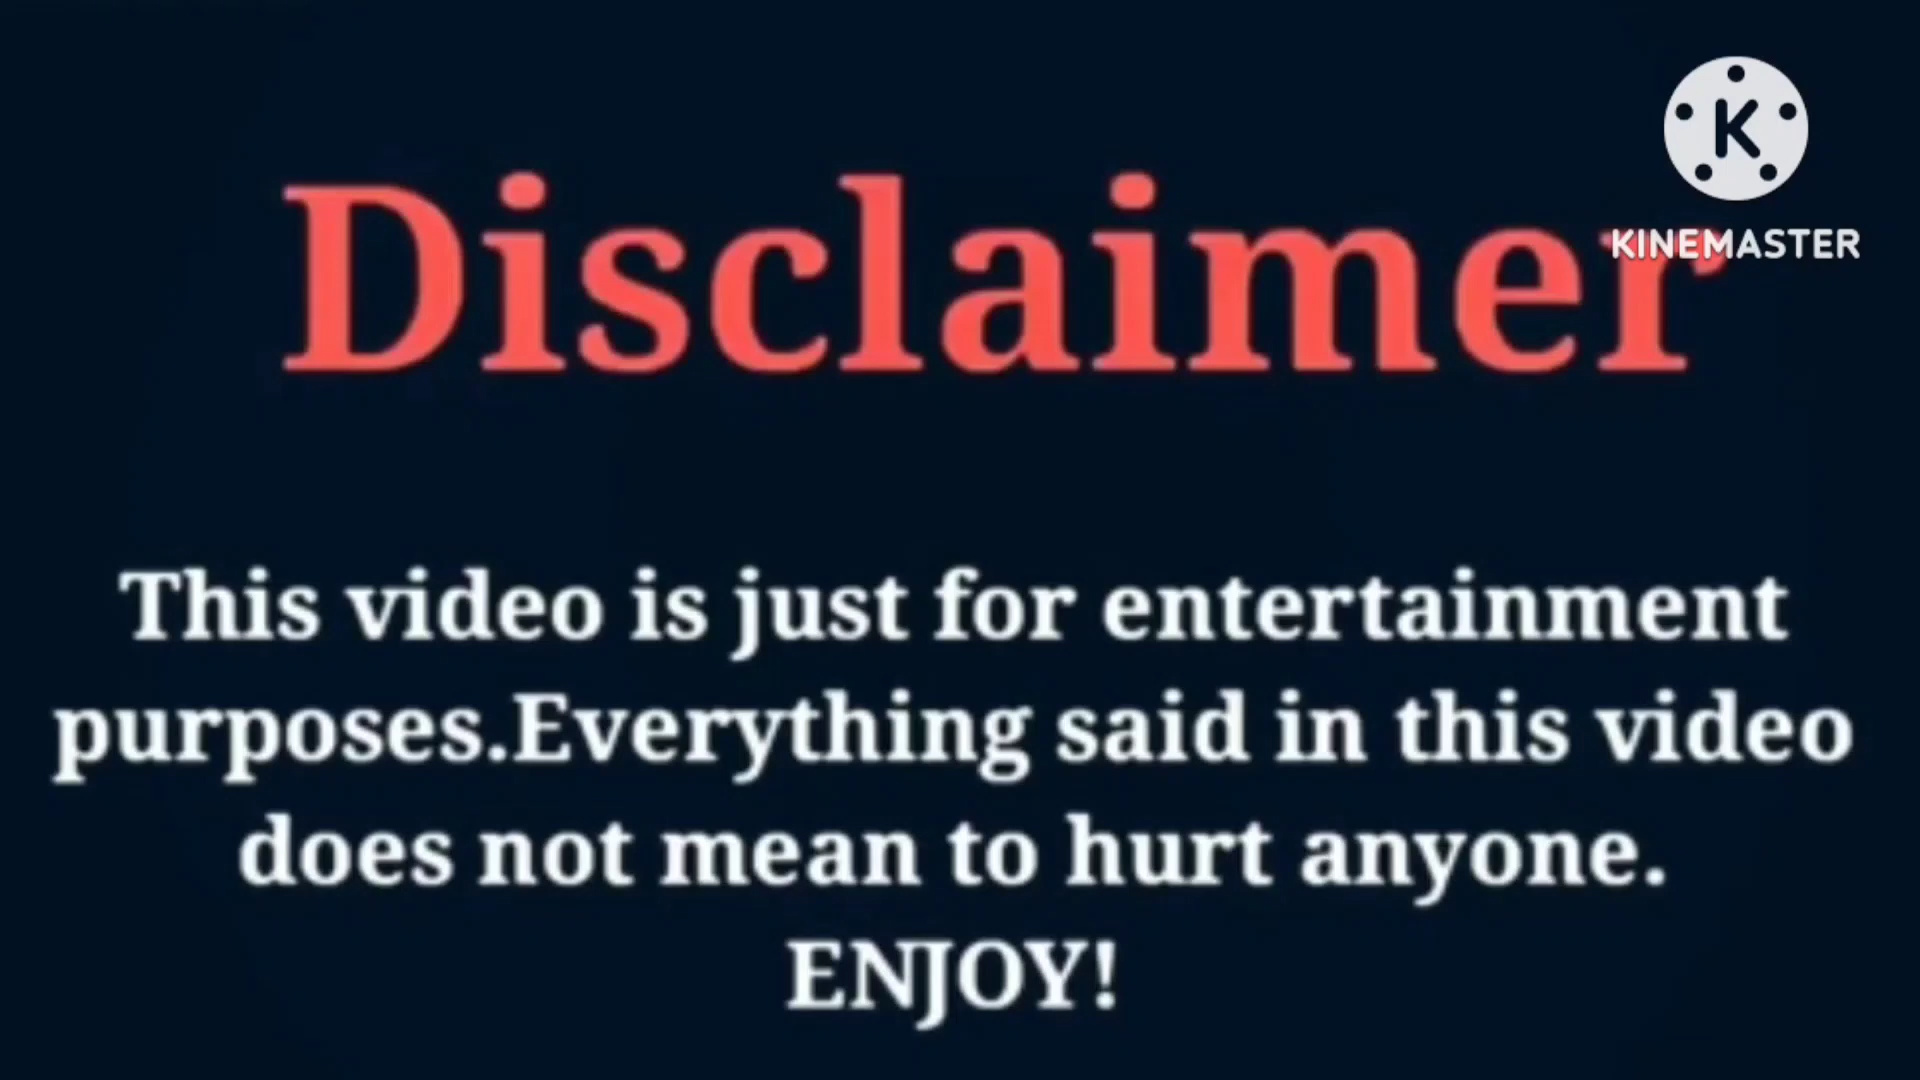 K
KINEMASTER
Disclaimer
This video is just for entertainment
purposes.Everything said in this video
does not mean to hurt anyone.
ENJOY!